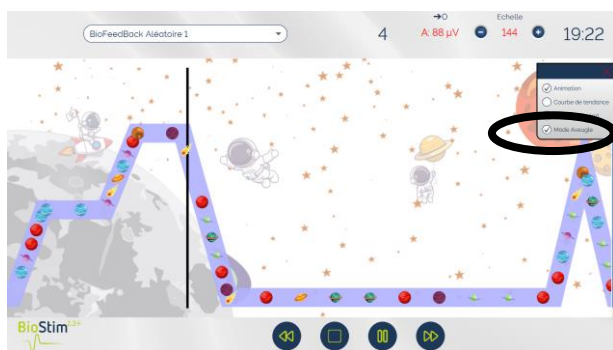 BioFeedBack Aléatoire 1
4
→O
A: 88 µV
Echelle
144
19:22
Animation
Courbe de tendance
Mode Aveugle
BioStim